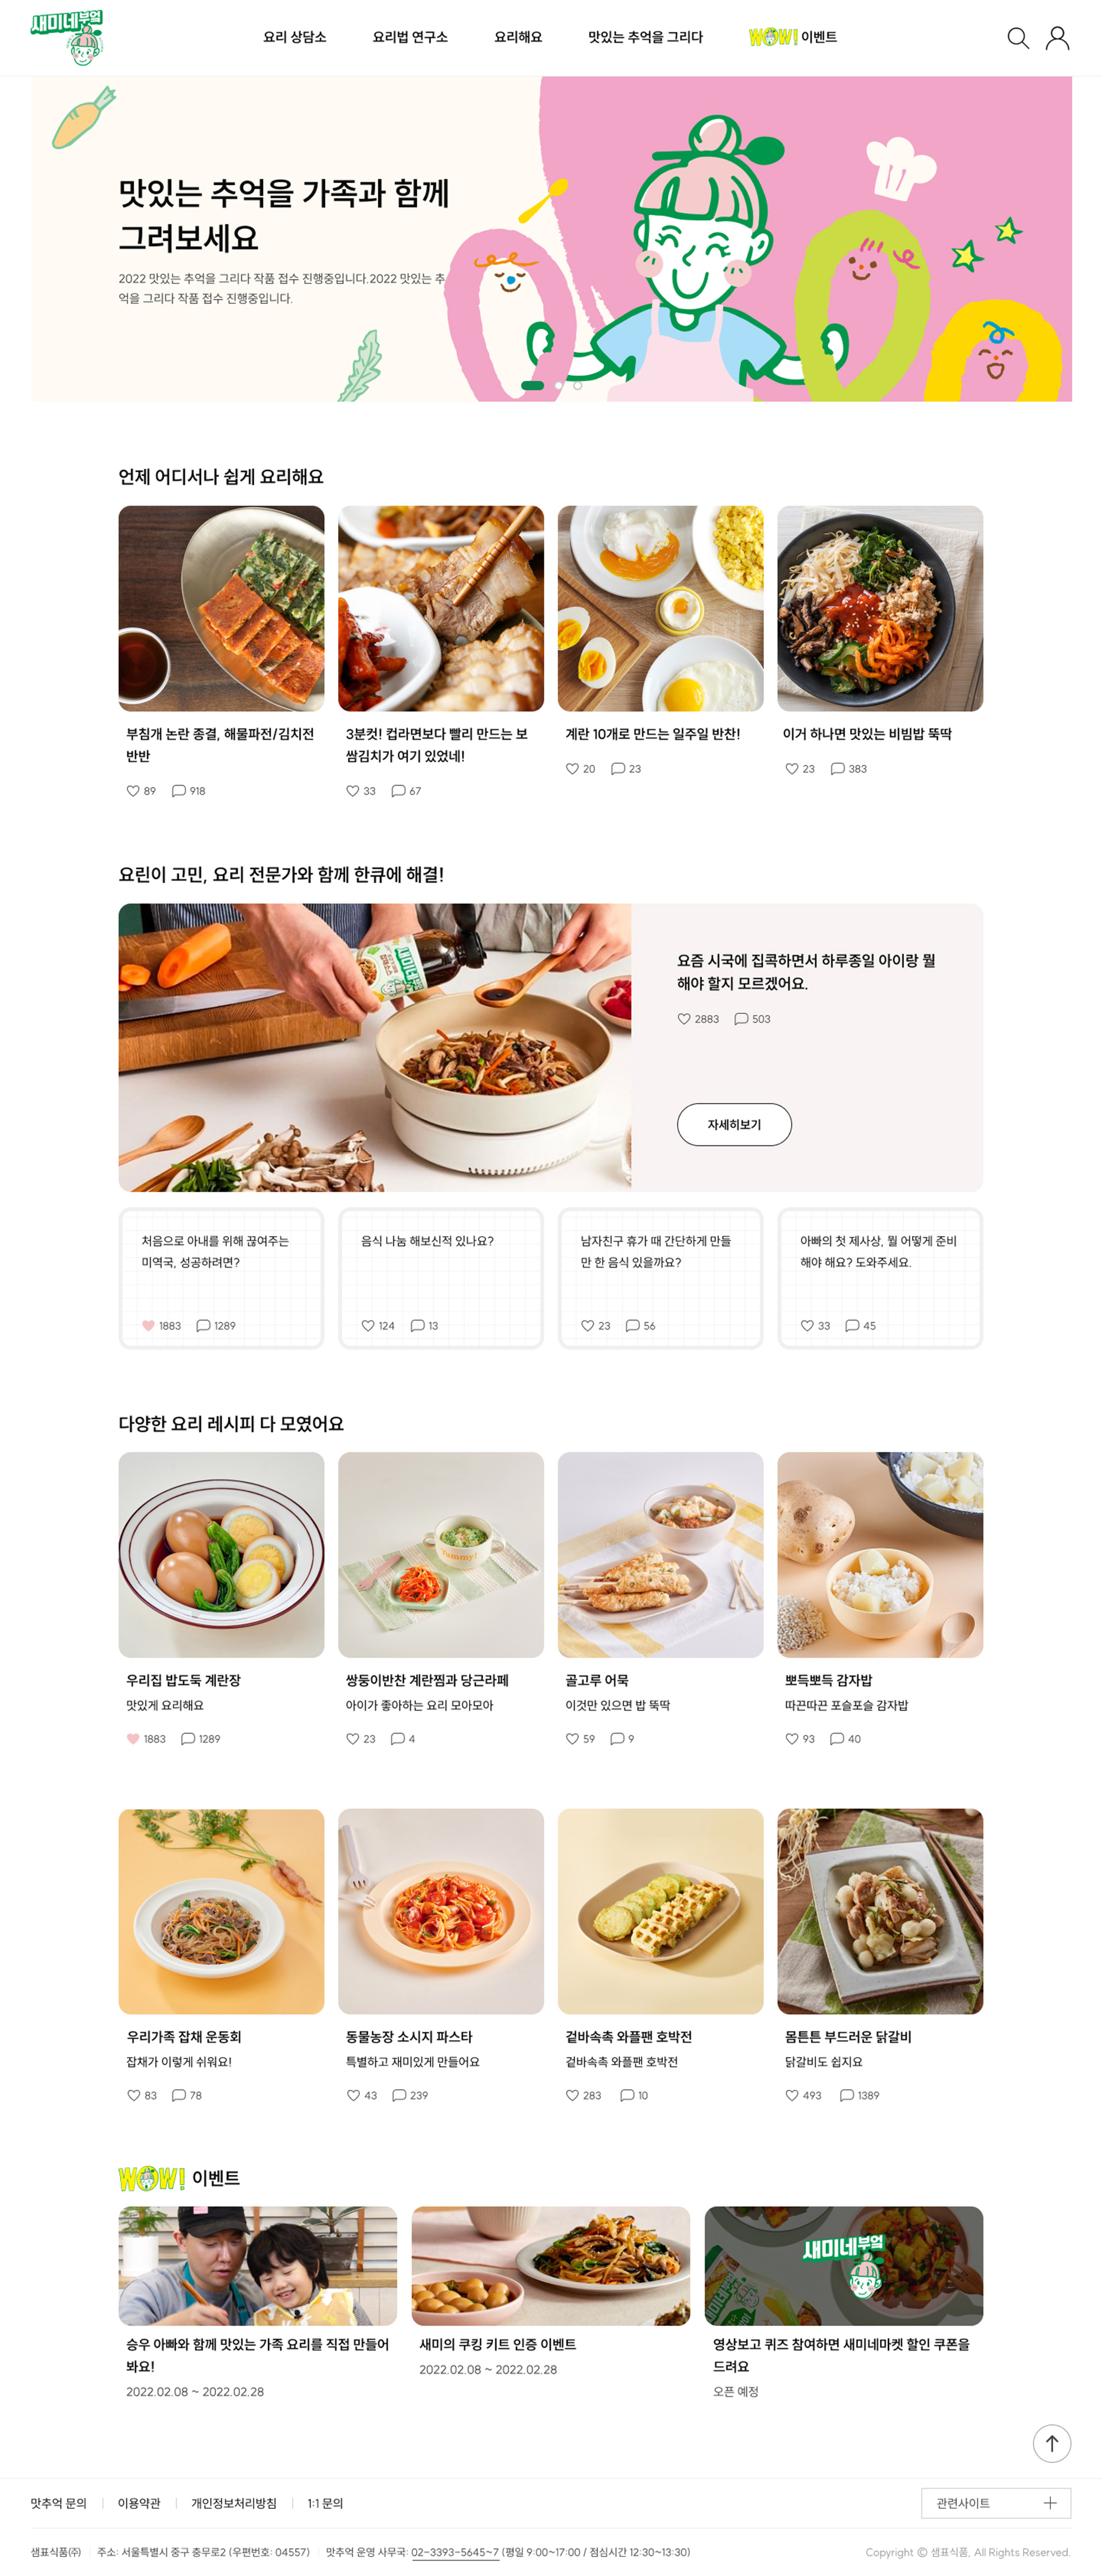 새미네부엌
요리 상담소
요리법 연구소
요리해요
맛있는 추억을 그리다
WOW! 이벤트
맛있는 추억을 가족과 함께
그려보세요
2022 맛있는 추억을 그리다 작품 접수 진행중입니다.2022 맛있는 추
억을 그리다 작품 접수 진행중입니다.
언제 어디서나 쉽게 요리해요
부침개 논란 종결, 해물파전/김치전
반반
89 918
3분컷! 컵라면보다 빨리 만드는 보
쌈김치가 여기 있었네!
33 67
계란 10개로 만드는 일주일 반찬!
20 23
이거 하나면 맛있는 비빔밥 뚝딱
23 383
요린이 고민, 요리 전문가와 함께 한큐에 해결!
새미네부엌
요즘 시국에 집콕하면서 하루종일 아이랑 뭘
해야 할지 모르겠어요.
2883 503
자세히보기
처음으로 아내를 위해 끊여주는
미역국, 성공하려면?
1883 1289
음식 나눔 해보신적 있나요?
124 13
남자친구 휴가 때 간단하게 만들
만 한 음식 있을까요?
23 56
아빠의 첫 제사상, 뭘 어떻게 준비
해야 해요? 도와주세요.
33 45
다양한 요리 레시피 다 모였어요
Yummy!
우리집 밥도둑 계란장
맛있게 요리해요
1883 1289
쌍둥이반찬 계란찜과 당근라페
아이가 좋아하는 요리 모아모아
23 4
골고루 어묵
이것만 있으면 밥 뚝딱
59 9
뽀득뽀득 감자밥
따끈따끈 포슬포슬 감자밥
93 40
우리가족 잡채 운동회
잡채가 이렇게 쉬워요!
83 78
동물농장 소시지 파스타
특별하고 재미있게 만들어요
43 239
겉바속촉 와플팬 호박전
겉바속촉 와플팬 호박전
283 10
몸튼튼 부드러운 닭갈비
닭갈비도 쉽지요
493 1389
WOW! 이벤트
새미네부엌
승우 아빠와 함께 맛있는 가족 요리를 직접 만들어
봐요!
2022.02.08 ~ 2022.02.28
새미의 쿠킹 키트 인증 이벤트
2022.02.08 ~ 2022.02.28
영상보고 퀴즈 참여하면 새미네마켓 할인 쿠폰을
드려요
오픈 예정
맛추억 문의
이용약관
개인정보처리방침
1:1 문의
관련사이트
샘표식품㈜ 주소: 서울특별시 중구 충무로2 (우편번호: 04557) 맛추억 운영 사무국: 02-3393-5645~7 (평일 9:00~17:00 / 점심시간 12:30~13:30)
Copyright ⓒ 샘표식품, All Rights Reserved.